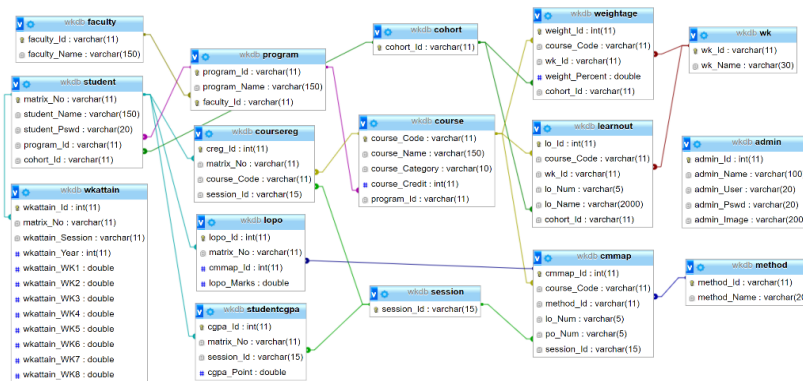 wkdb faculty
faculty_Id : varchar(11)
faculty_Name : varchar(150)
wkdb student
matrix_No : varchar(11)
student_Name : varchar(150)
student_Pswd : varchar(20)
program_Id : varchar(11)
cohort_Id : varchar(11)
wkdb wkattain
wkattain_Id : int(11)
matrix_No : varchar(11)
wkattain_Session : varchar(11)
wkattain_Year : int(11)
wkattain_WK1 : double
wkattain_WK2 : double
wkattain_WK3 : double
wkattain_WK4 : double
wkattain_WK5 : double
wkattain_WK6 : double
wkattain_WK7 : double
wkattain_WK8 : double
wkdb program
program_Id : varchar(11)
program_Name : varchar(150)
faculty_Id : varchar(11)
wkdb coursereg
creg_Id : int(11)
matrix_No : varchar(11)
course_Code : varchar(11)
session_Id : varchar(15)
wkdb lopo
lopo_Id : int(11)
matrix_No : varchar(11)
cmmap_Id : int(11)
lopo_Marks : double
wkdb studentcgpa
cgpa_Id : int(11)
matrix_No : varchar(11)
session_Id : varchar(15)
cgpa_Point : double
wkdb cohort
cohort_Id : varchar(11)
wkdb course
course_Code : varchar(11)
course_Name : varchar(150)
course_Category : varchar(10)
course_Credit : int(11)
program_Id : varchar(11)
wkdb session
session_Id : varchar(15)
wkdb weightage
weight_Id : int(11)
course_Code : varchar(11)
wk_Id : varchar(11)
weight_Percent : double
cohort_Id : varchar(11)
wkdb learnout
lo_Id : int(11)
course_Code : varchar(11)
wk_Id : varchar(11)
lo_Num : varchar(5)
lo_Name : varchar(2000)
cohort_Id : varchar(11)
wkdb cmmap
cmmap_Id : int(11)
course_Code : varchar(11)
method_Id : varchar(11)
lo_Num : varchar(5)
po_Num : varchar(5)
session_Id : varchar(15)
wkdb wk
wk_Id : varchar(11)
wk_Name : varchar(30)
wkdb admin
admin_Id : int(11)
admin_Name : varchar(100
admin_User : varchar(20)
admin_Pswd : varchar(20)
admin_Image : varchar(200
wkdb method
method_Id : varchar(11)
method_Name : varchar(20